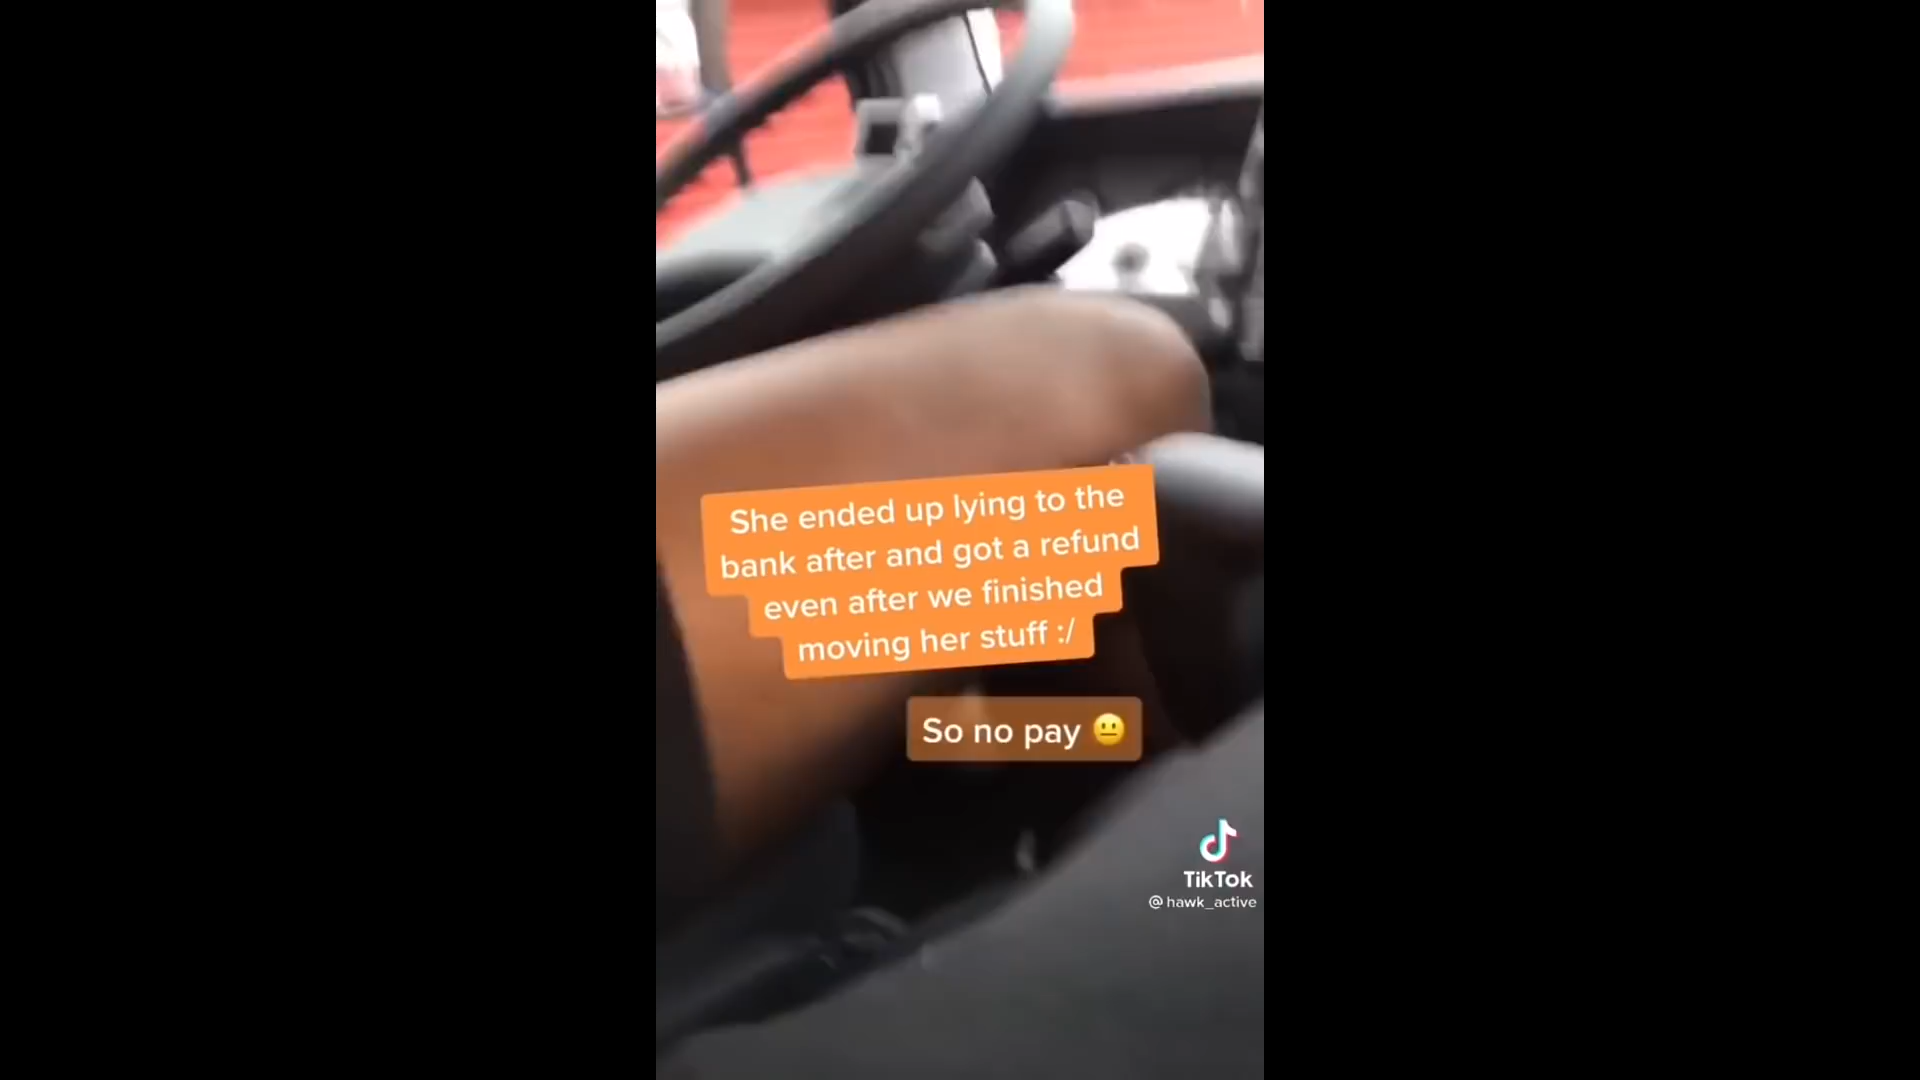 She ended up lying to the
bank after and got a refund
even after we finished
moving her stuff :/
So no pay 😐
TikTok
@hawk_active